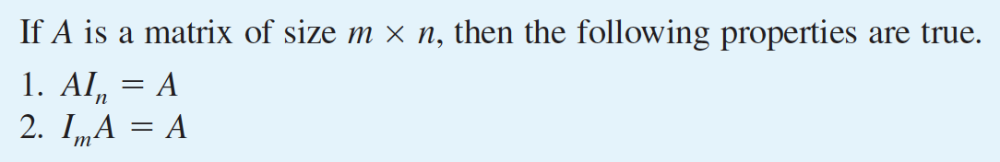 If A is a matrix of size m × n, then the following properties are true.
1. AIₙ = A
2. IₘA = A